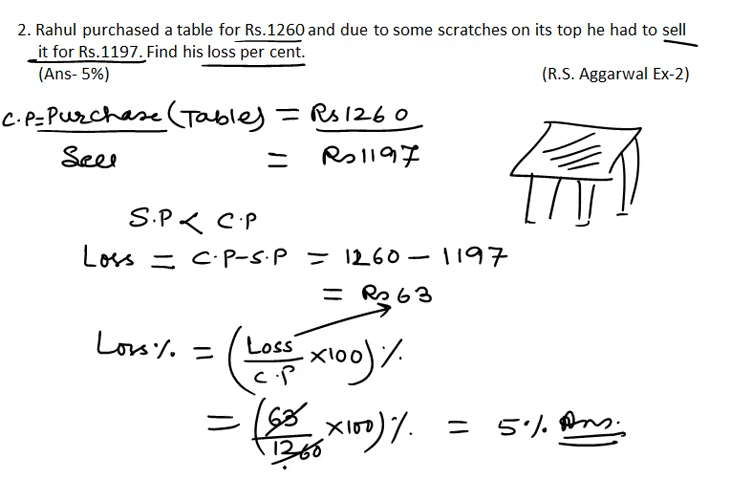 2. Rahul purchased a table for Rs.1260 and due to some scratches on its top he had to sell
it for Rs.1197. Find his loss per cent.
(Ans- 5%) (R.S. Aggarwal Ex-2)
C.P=Purchase (Table) = Rs 1260
Sell = Rs 1197
S.P < C.P
Loss = C.P-S.P = 1260 - 1197
= Rs 63
Loss % = (Loss/C.P ×100) %
= (63/1260 ×100) % = 5% Ans.